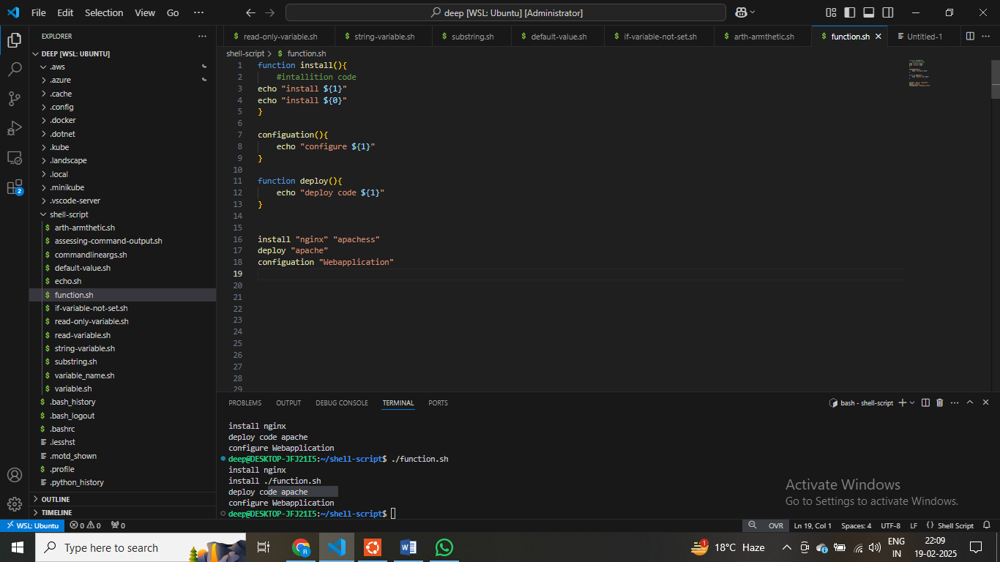 File Edit Selection View Go ··· deep [WSL: Ubuntu] [Administrator]
EXPLORER ···
DEEP [WSL: UBUNTU]
.aws
.azure
.cache
.config
.docker
.dotnet
.kube
.landscape
.local
.minikube
.vscode-server
shell-script
$ arth-armthetic.sh
$ assessing-command-output.sh
$ commandlineargs.sh
$ default-value.sh
$ echo.sh
$ function.sh
$ if-variable-not-set.sh
$ read-only-variable.sh
$ read-variable.sh
$ string-variable.sh
$ substring.sh
$ variable_name.sh
$ variable.sh
$ .bash_history
$ .bash_logout
$ .bashrc
.lesshst
.motd_shown
$ .profile
.python_history
OUTLINE
TIMELINE
2
$ read-only-variable.sh $ string-variable.sh $ substring.sh $ default-value.sh $ if-variable-not-set.sh $ arth-armthetic.sh $ function.sh Untitled-1 ···
shell-script > $ function.sh
1 function install(){
2 #intallition code
3 echo "install ${1}"
4 echo "install ${0}"
5 }
6
7 configuation(){
8 echo "configure ${1}"
9 }
10
11 function deploy(){
12 echo "deploy code ${1}"
13 }
14
15
16 install "nginx" "apachess"
17 deploy "apache"
18 configuation "Webapplication"
19
20
21
22
23
24
25
26
27
28
29
PROBLEMS OUTPUT DEBUG CONSOLE TERMINAL PORTS bash - shell-script ···
install nginx
deploy code apache
configure Webapplication
deep@DESKTOP-JFJ21I5:~/shell-script$ ./function.sh
install nginx
install ./function.sh
deploy code apache
configure Webapplication
deep@DESKTOP-JFJ21I5:~/shell-script$
Activate Windows
Go to Settings to activate Windows.
WSL: Ubuntu 0 0 0 OVR Ln 19, Col 1 Spaces: 4 UTF-8 LF {} Shell Script
Type here to search R W 1 18°C Haze ENG IN 22:09 19-02-2025